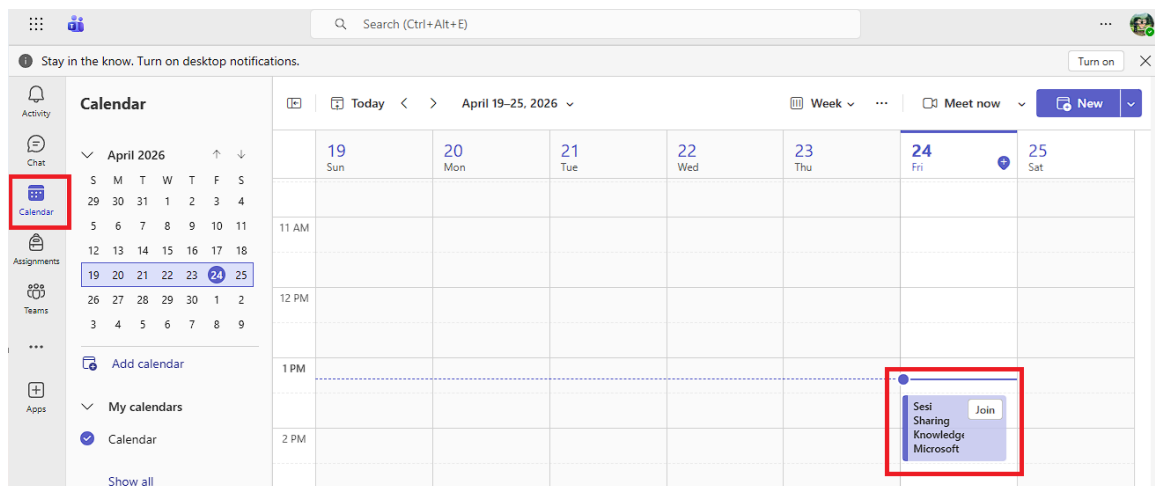 Search (Ctrl+Alt+E)
Stay in the know. Turn on desktop notifications.
Turn on
Activity
Chat
Calendar
Assignments
Teams
Apps
Calendar
April 2026
S M T W T F S
29 30 31 1 2 3 4
5 6 7 8 9 10 11
12 13 14 15 16 17 18
19 20 21 22 23 24 25
26 27 28 29 30 1 2
3 4 5 6 7 8 9
Add calendar
My calendars
Calendar
Show all
Today
April 19–25, 2026
Week
Meet now
New
19 20 21 22 23 24 25
Sun Mon Tue Wed Thu Fri Sat
11 AM
12 PM
1 PM
2 PM
Sesi
Sharing
Knowledge
Microsoft
Join